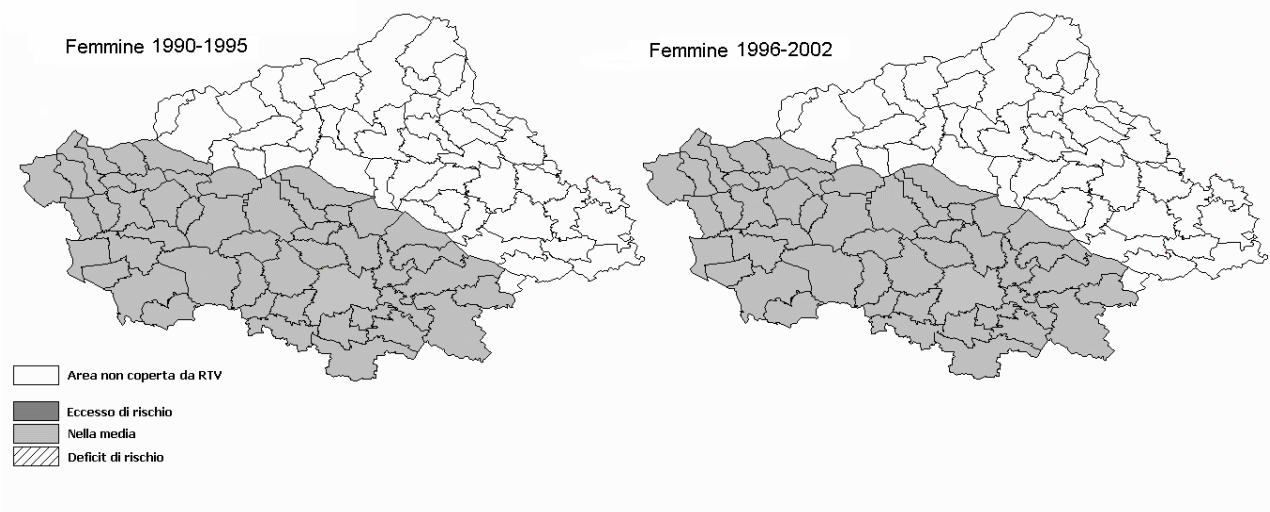 Femmine 1990-1995
Femmine 1996-2002
Area non coperta da RTV
Eccesso di rischio
Nella media
Deficit di rischio